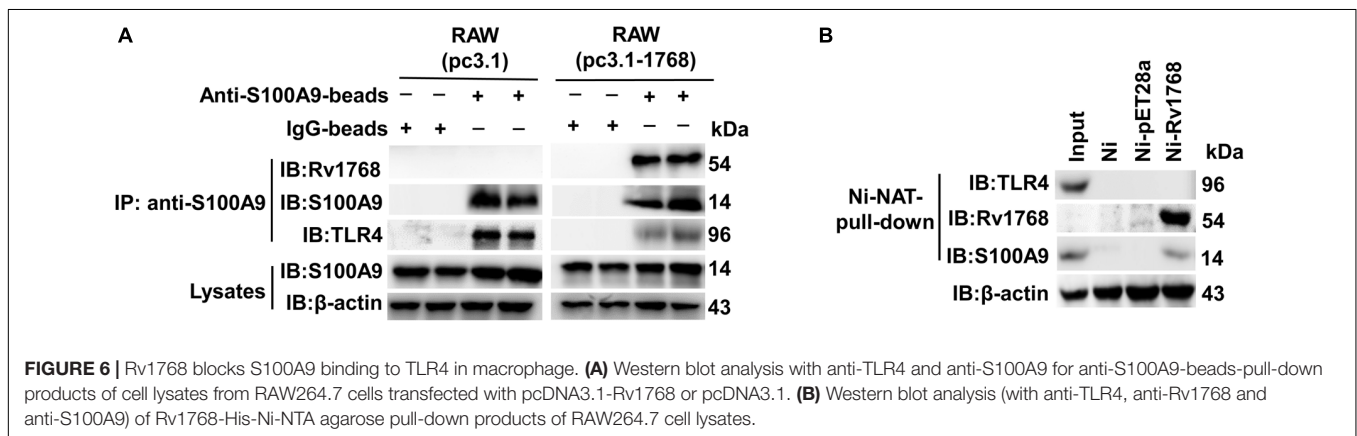 A
RAW
(pc3.1)
RAW
(pc3.1-1768)
Anti-S100A9-beads – – + + – – + +
IgG-beads + + – – + + – – kDa
IP: anti-S100A9
IB:Rv1768 54
IB:S100A9 14
IB:TLR4 96
Lysates
IB:S100A9 14
IB:β-actin 43
B
Input
Ni
Ni-pET28a
Ni-Rv1768
kDa
Ni-NAT-
pull-down
IB:TLR4 96
IB:Rv1768 54
IB:S100A9 14
IB:β-actin 43
FIGURE 6 | Rv1768 blocks S100A9 binding to TLR4 in macrophage. (A) Western blot analysis with anti-TLR4 and anti-S100A9 for anti-S100A9-beads-pull-down
products of cell lysates from RAW264.7 cells transfected with pcDNA3.1-Rv1768 or pcDNA3.1. (B) Western blot analysis (with anti-TLR4, anti-Rv1768 and
anti-S100A9) of Rv1768-His-Ni-NTA agarose pull-down products of RAW264.7 cell lysates.